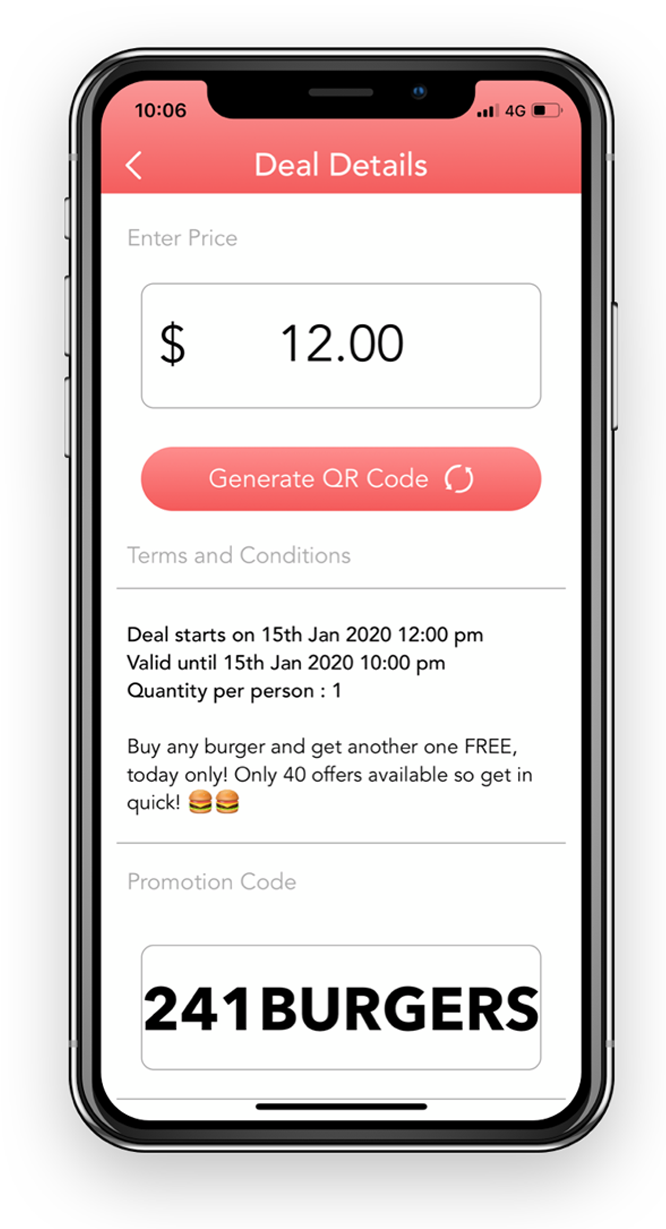 10:06
4G
Deal Details
Enter Price
$ 12.00
Generate QR Code
Terms and Conditions
Deal starts on 15th Jan 2020 12:00 pm
Valid until 15th Jan 2020 10:00 pm
Quantity per person : 1
Buy any burger and get another one FREE,
today only! Only 40 offers available so get in
quick! 🍔🍔
Promotion Code
241BURGERS